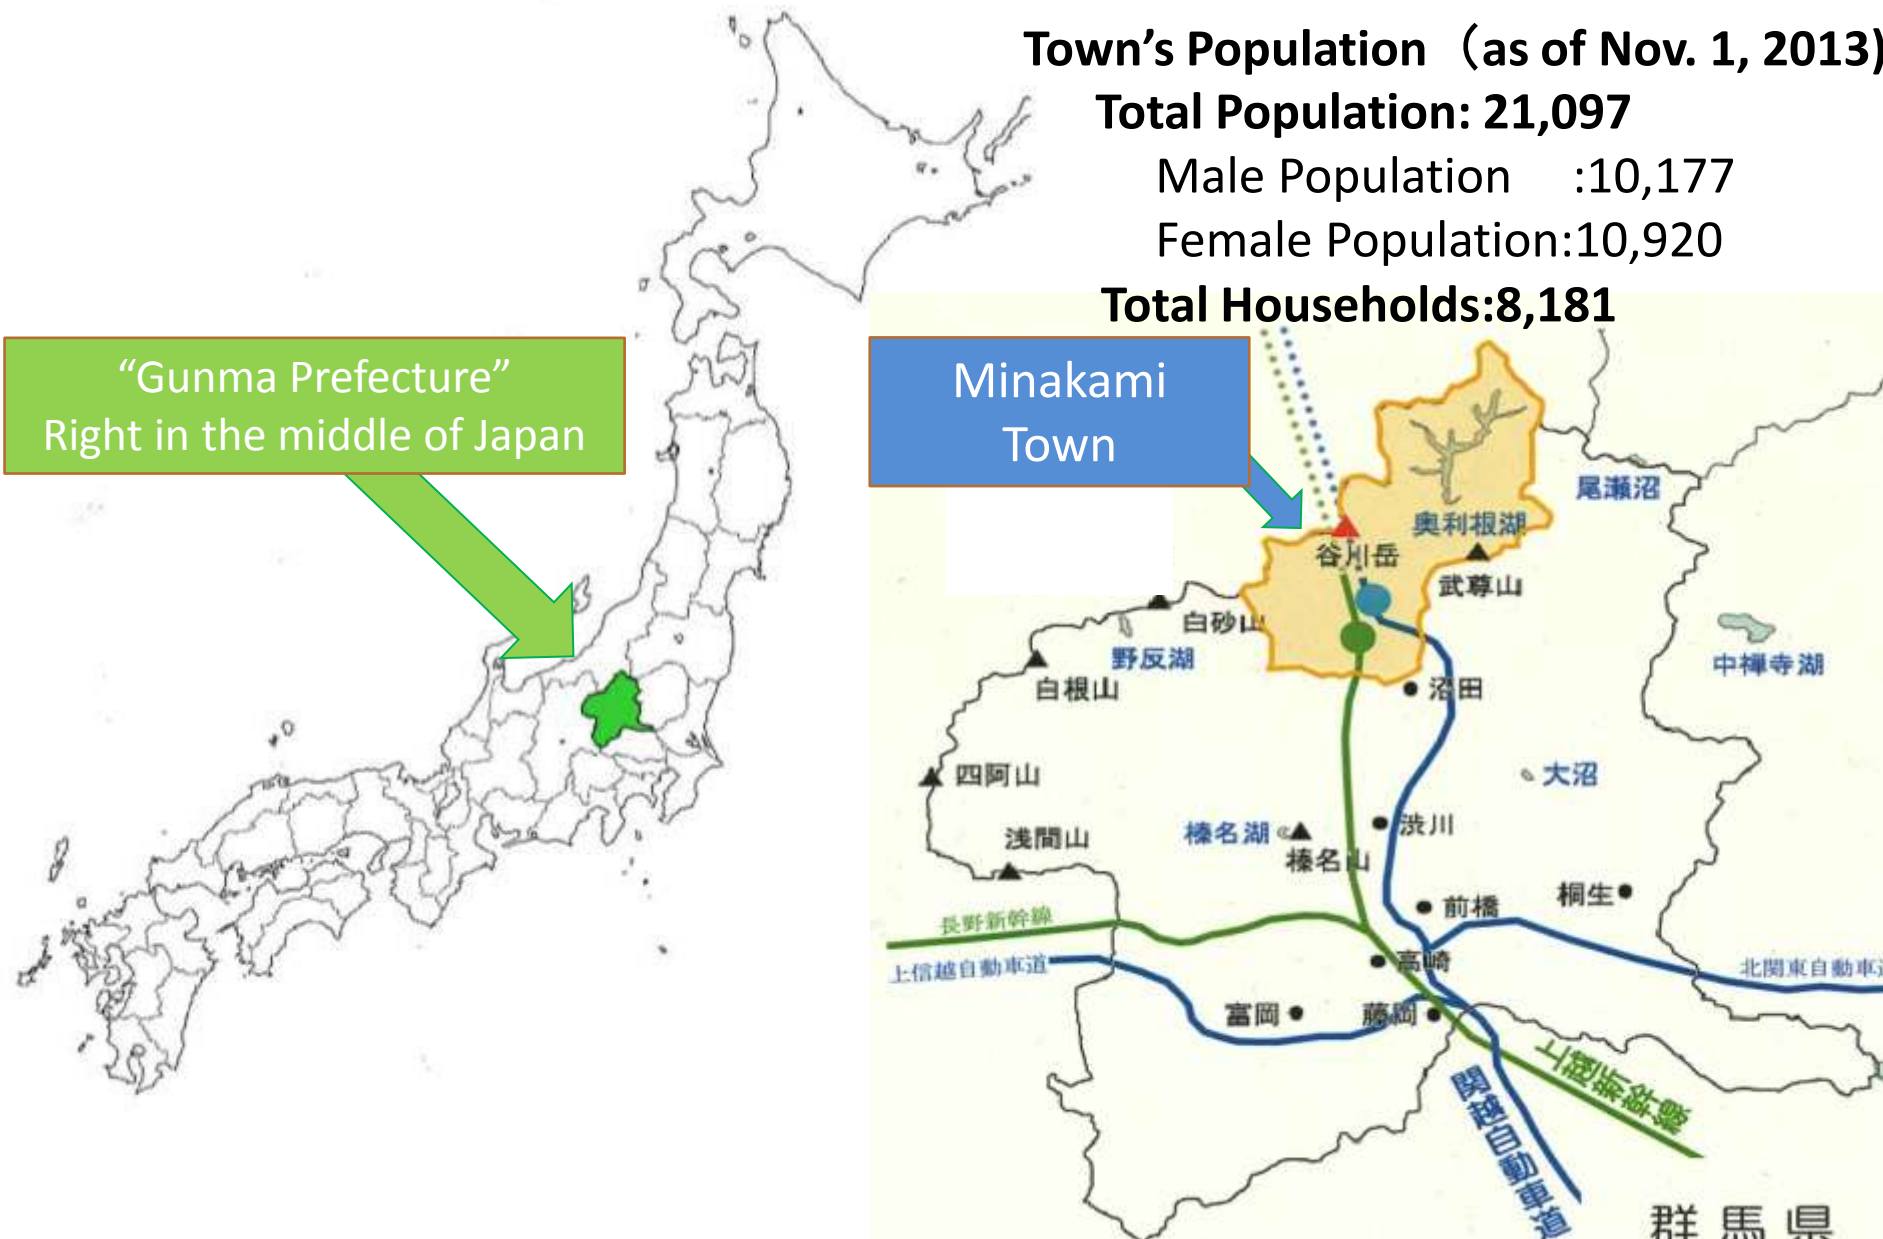 Town’s Population （as of Nov. 1, 2013)
Total Population: 21,097
Male Population :10,177
Female Population:10,920
Total Households:8,181
“Gunma Prefecture”
Right in the middle of Japan
Minakami
Town
尾瀬沼
奥利根湖
谷川岳
武尊山
白砂山
野反湖
中禅寺湖
白根山
沼田
四阿山
大沼
榛名湖
渋川
浅間山
榛名山
桐生
前橋
長野新幹線
高崎
上信越自動車道
北関東自動車道
富岡
藤岡
上越新幹線
関越自動車道
群馬県